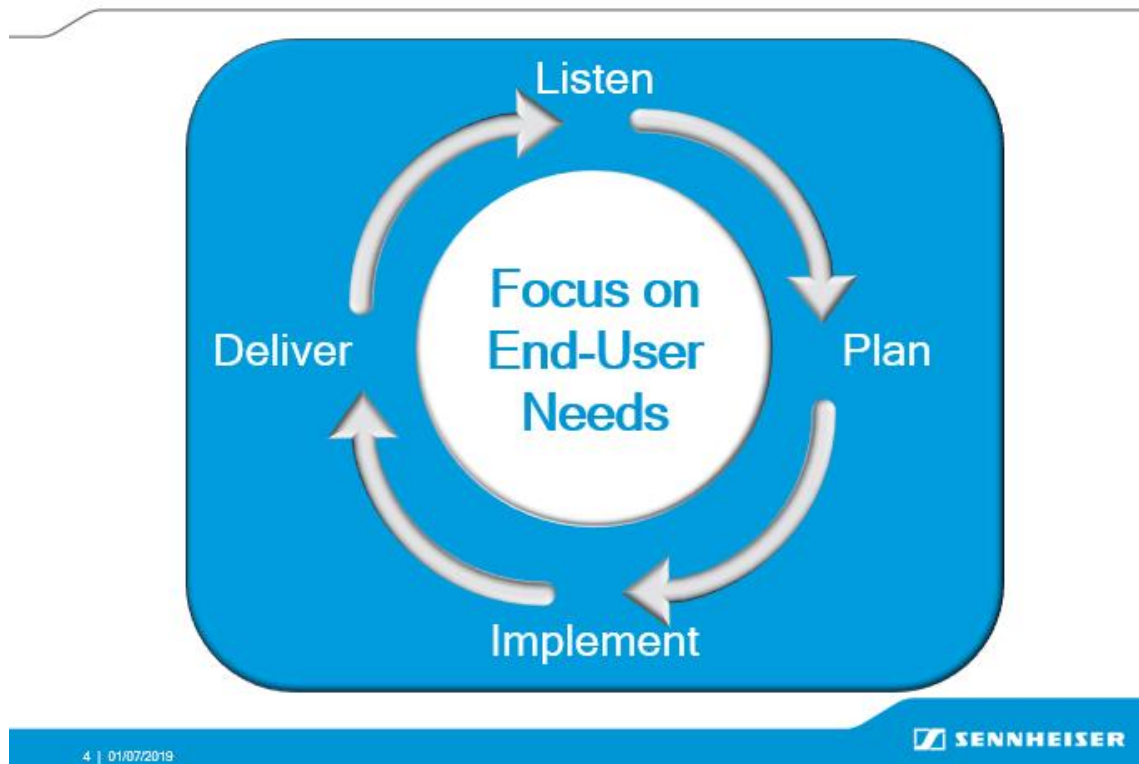 Listen
Focus on
End-User
Needs
Deliver
Plan
Implement
4 | 01/07/2019
SENNHEISER